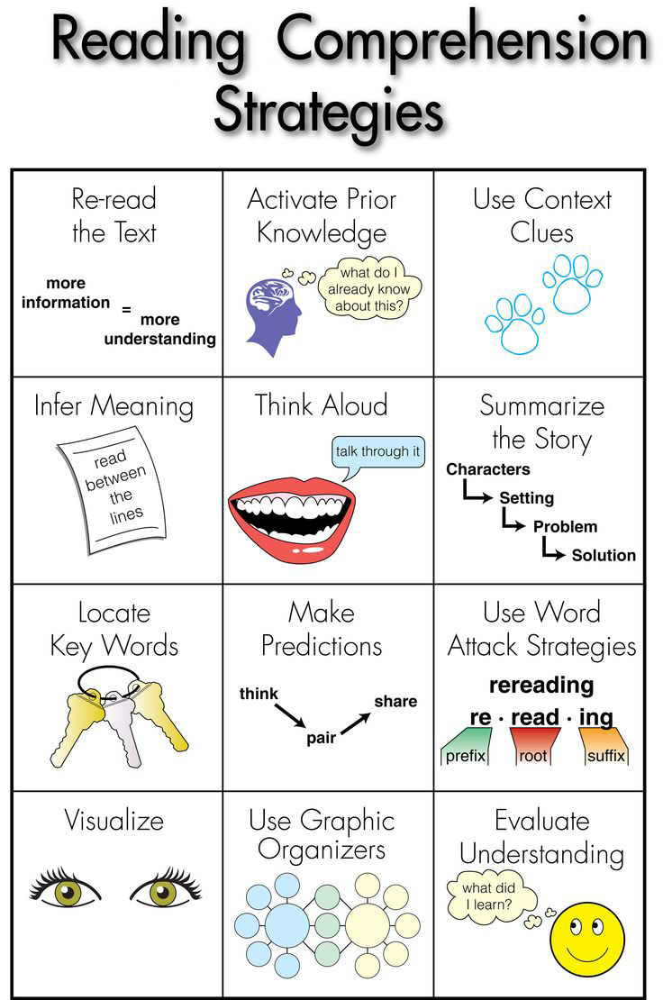 Reading Comprehension
Strategies
Re-read
the Text
more
information
=
more
understanding
Activate Prior
Knowledge
what do I
already know
about this?
Use Context
Clues
Infer Meaning
read
between
the
lines
Think Aloud
talk through it
Summarize
the Story
Characters
Setting
Problem
Solution
Locate
Key Words
Make
Predictions
think
pair
share
Use Word
Attack Strategies
rereading
re · read · ing
prefix root suffix
Visualize
Use Graphic
Organizers
Evaluate
Understanding
what did
I learn?